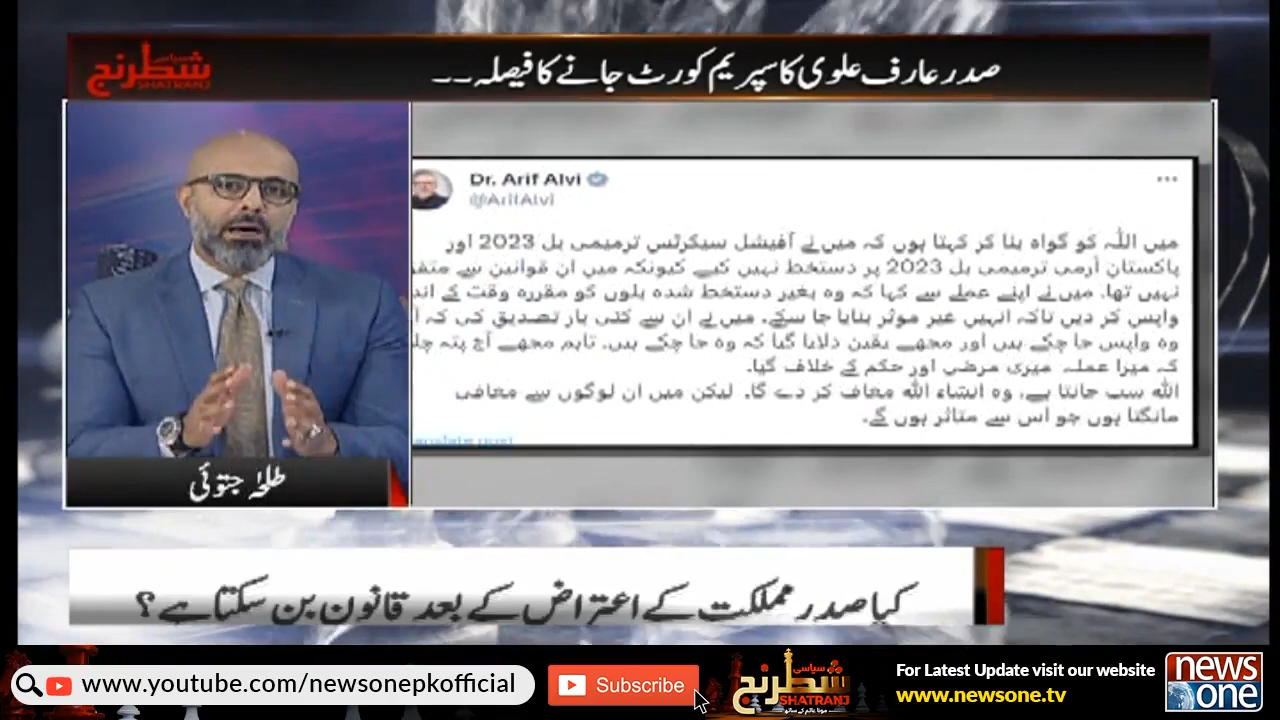 سیاسی
شطرنج
SHATRANJ
صدر عارف علوی کا سپریم کورٹ جانے کا فیصلہ ۔۔
Dr. Arif Alvi
@ArifAlvi
میں اللّٰہ کو گواہ بنا کر کہتا ہوں کہ میں نے آفیشل سیکرٹس ترمیمی بل 2023 اور
پاکستان آرمی ترمیمی بل 2023 پر دستخط نہیں کیے کیونکہ میں ان قوانین سے
نہیں تھا۔ میں نے اپنے عملے سے کہا کہ وہ بغیر دستخط شدہ بلوں کو مقررہ وقت کے
واپس کر دیں تاکہ انہیں غیر موثر بنایا جا سکے۔ میں نے ان سے کئی بار تصدیق کی کہ
وہ واپس جا چکے ہیں اور مجھے یقین دلایا گیا کہ وہ جا چکے ہیں۔ تاہم مجھے آج پتہ
کہ میرا عملہ میری مرضی اور حکم کے خلاف گیا۔
اللہ سب جانتا ہے، وہ انشاء اللہ معاف کر دے گا۔ لیکن میں ان لوگوں سے معافی
مانگتا ہوں جو اس سے متاثر ہوں گے۔
طلحٰہ جتوئی
کیا صدر مملکت کے اعتراض کے بعد قانون بن سکتا ہے؟
www.youtube.com/newsonepkofficial
Subscribe
سیاسی
شطرنج
SHATRANJ
For Latest Update visit our website
www.newsone.tv
news
one